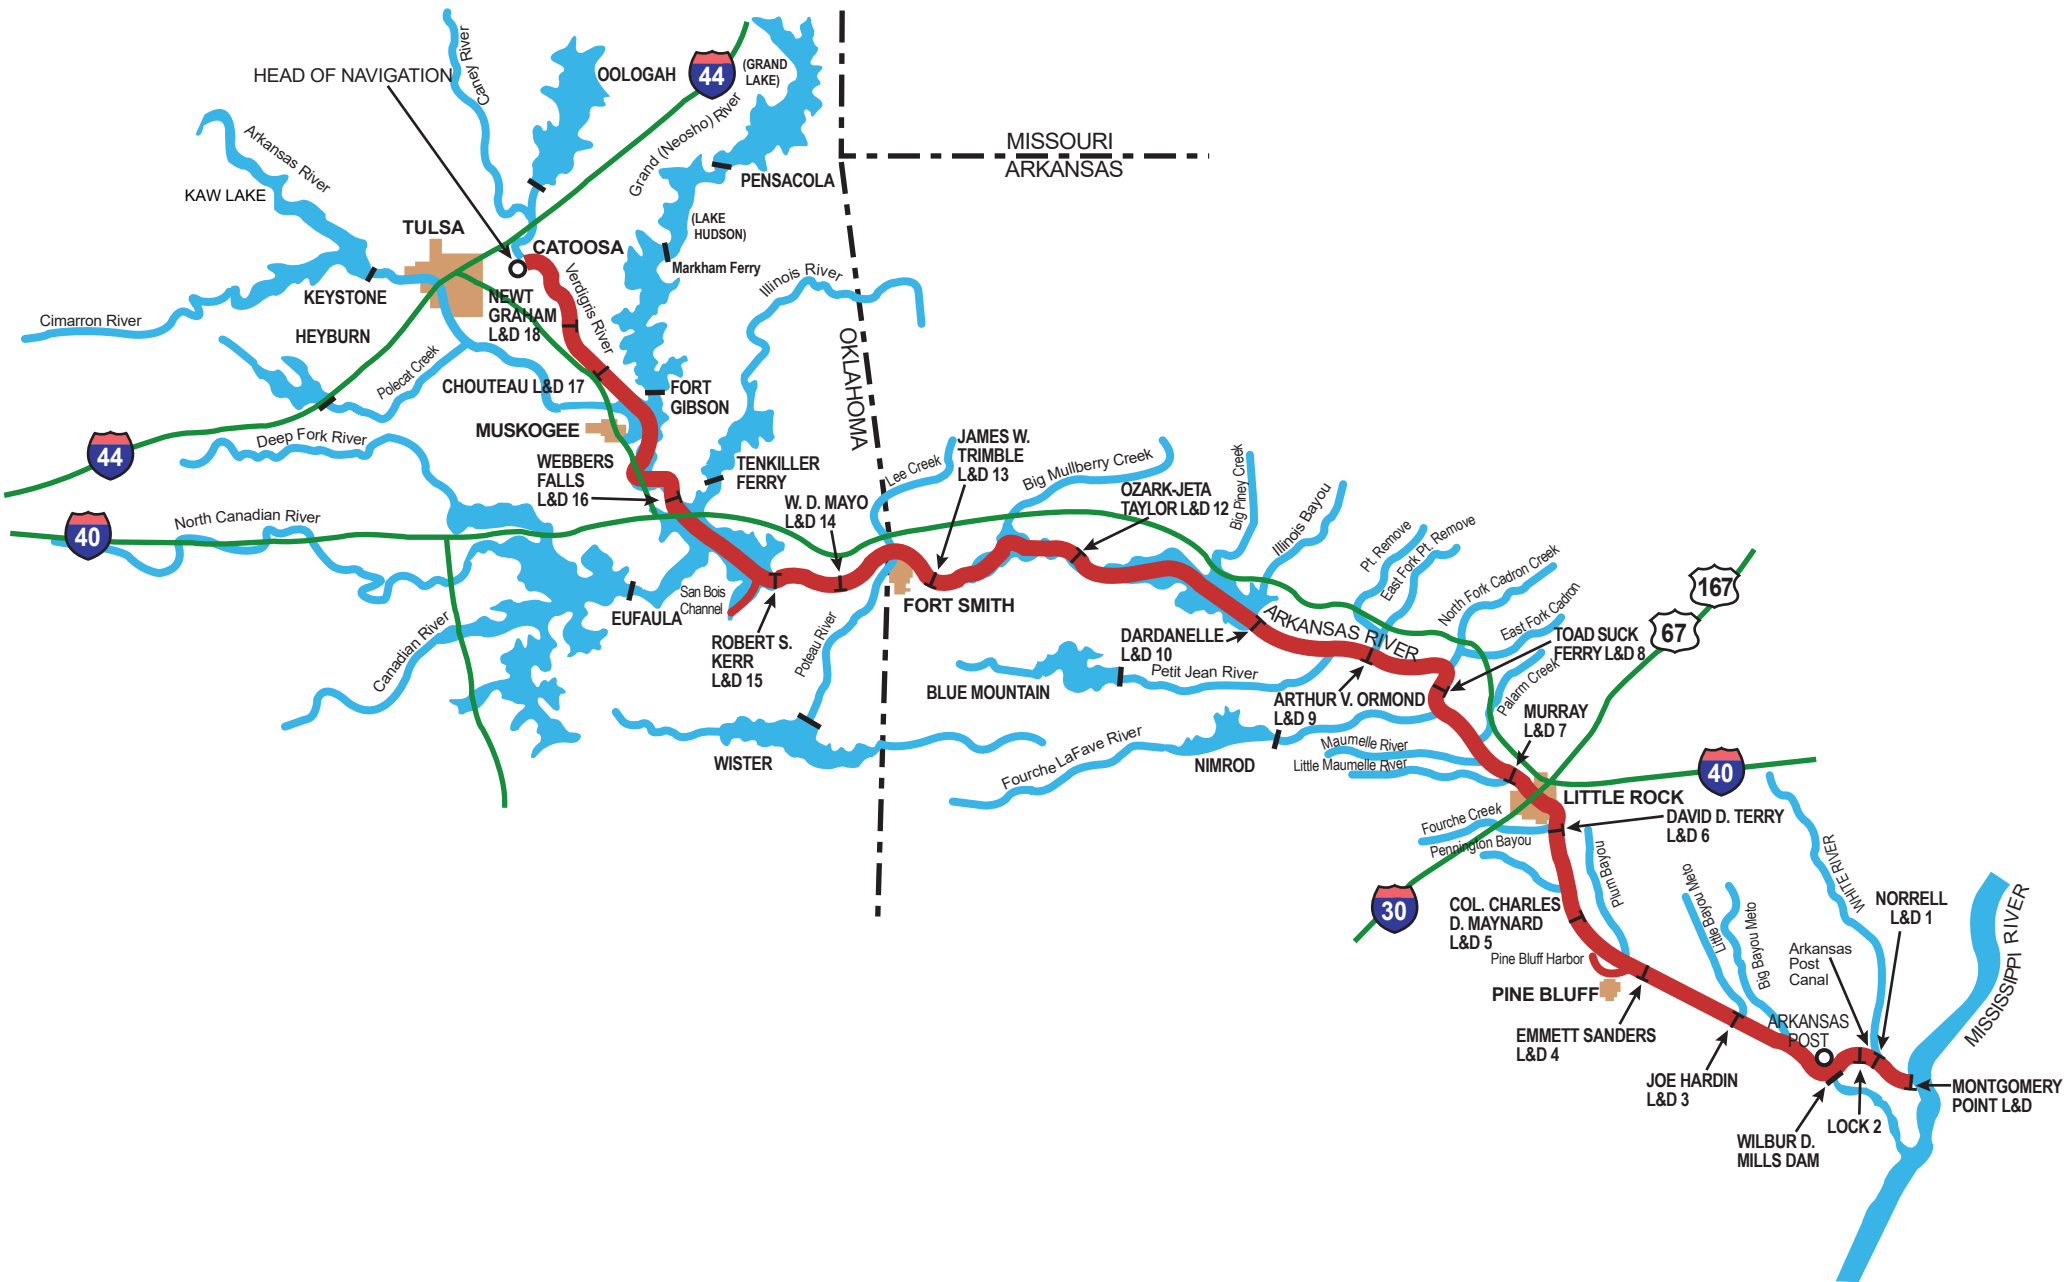 Caney River
HEAD OF NAVIGATION
OOLOGAH
44
(GRAND
LAKE)
Grand (Neosho) River
Arkansas River
KAW LAKE
MISSOURI
ARKANSAS
PENSACOLA
(LAKE
HUDSON)
TULSA
CATOOSA
Markham Ferry
Illinois River
KEYSTONE
Verdigris River
NEWT
GRAHAM
L&D 18
Cimarron River
HEYBURN
OKLAHOMA
Polecat Creek
CHOUTEAU L&D 17
FORT
GIBSON
MUSKOGEE
Deep Fork River
44
WEBBERS
FALLS
L&D 16
TENKILLER
FERRY
JAMES W.
TRIMBLE
L&D 13
Lee Creek
Big Mullberry Creek
Big Piney Creek
OZARK-JETA
TAYLOR L&D 12
Illinois Bayou
W. D. MAYO
L&D 14
North Canadian River
40
Pt. Remove
East Fork Pt. Remove
North Fork Cadron Creek
East Fork Cadron
167
67
San Bois
Channel
EUFAULA
FORT SMITH
Canadian River
ROBERT S.
KERR
L&D 15
Poteau River
ARKANSAS RIVER
DARDANELLE
L&D 10
TOAD SUCK
FERRY L&D 8
Petit Jean River
BLUE MOUNTAIN
Palarm Creek
ARTHUR V. ORMOND
L&D 9
MURRAY
L&D 7
WISTER
Fourche LaFave River
NIMROD
Maumelle River
Little Maumelle River
40
LITTLE ROCK
Fourche Creek
DAVID D. TERRY
L&D 6
Pennington Bayou
Plum Bayou
WHITE RIVER
30
Little Bayou Meto
Big Bayou Meto
COL. CHARLES
D. MAYNARD
L&D 5
NORRELL
L&D 1
MISSISSIPPI RIVER
Pine Bluff Harbor
Arkansas
Post
Canal
PINE BLUFF
ARKANSAS
POST
EMMETT SANDERS
L&D 4
JOE HARDIN
L&D 3
MONTGOMERY
POINT L&D
LOCK 2
WILBUR D.
MILLS DAM